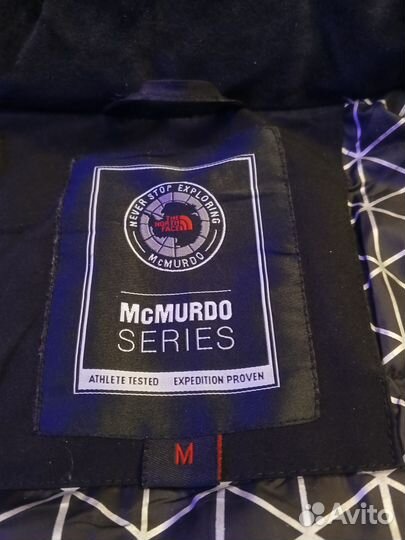 NEVER STOP EXPLORING
THE
NORTH
FACE
McMURDO
McMURDO
SERIES
ATHLETE TESTED EXPEDITION PROVEN
M
Avito